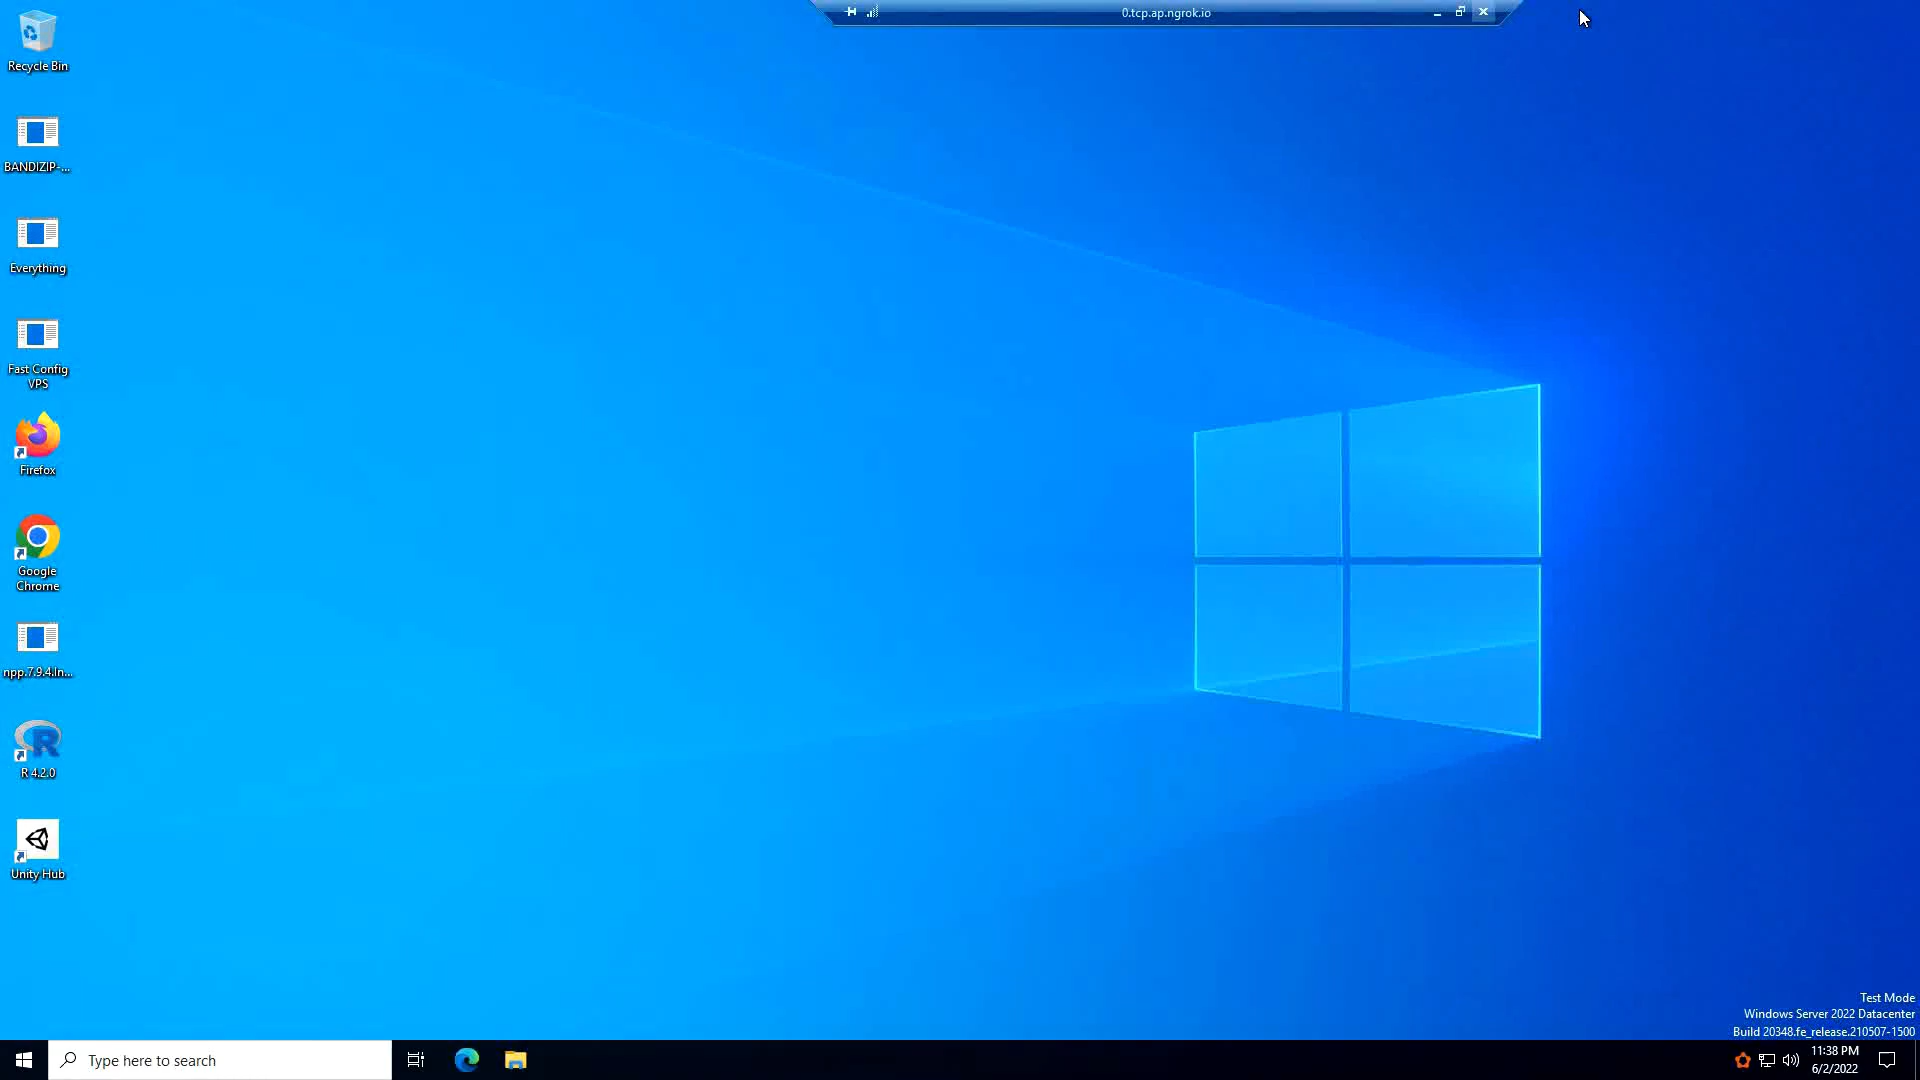 0.tcp.ap.ngrok.io
Recycle Bin
BANDIZIP-...
Everything
Fast Config
VPS
Firefox
Google
Chrome
npp.7.9.4.In...
R 4.2.0
Unity Hub
Test Mode
Windows Server 2022 Datacenter
Build 20348.fe_release.210507-1500
Type here to search
11:38 PM
6/2/2022